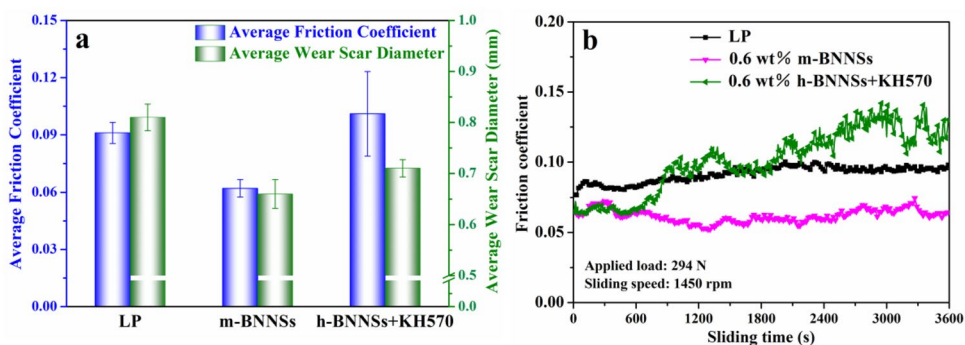 a
Average Friction Coefficient
Average Wear Scar Diameter
0.15
0.12
0.09
0.06
0.03
0.00
Average Friction Coefficient
1.0
0.9
0.8
0.7
0.6
0.5
0.0
Average Wear Scar Diameter (mm)
LP
m-BNNSs
h-BNNSs+KH570
b
LP
0.6 wt% m-BNNSs
0.6 wt% h-BNNSs+KH570
0.20
0.15
0.10
0.05
0.00
Friction coefficient
Applied load: 294 N
Sliding speed: 1450 rpm
0
600
1200
1800
2400
3000
3600
Sliding time (s)